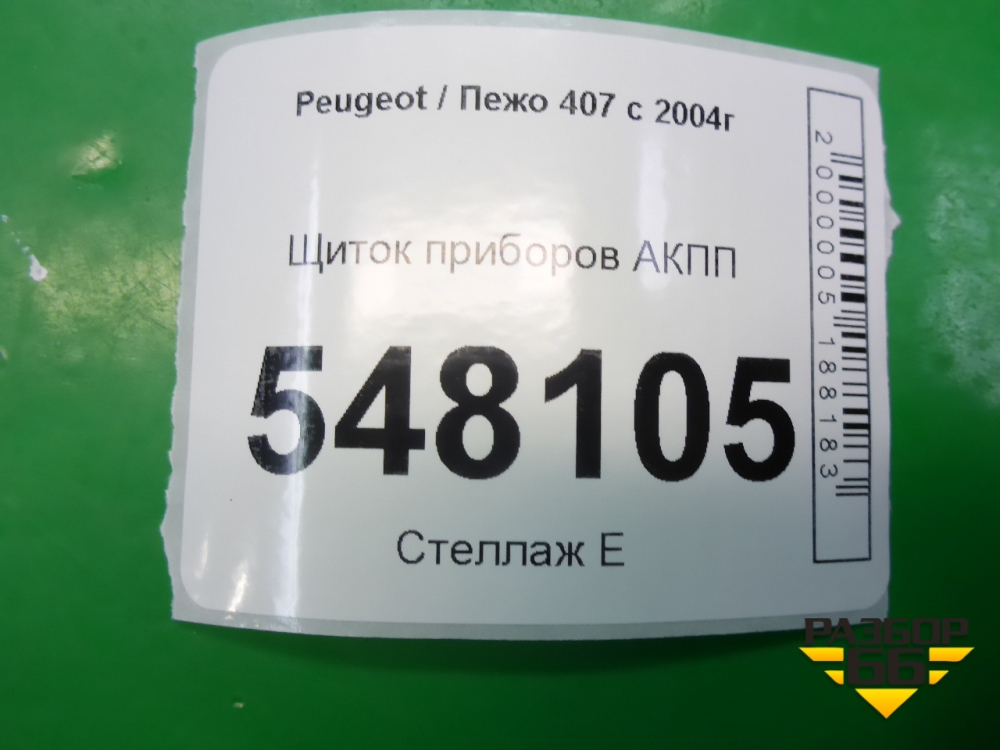 Peugeot / Пежо 407 с 2004г
Щиток приборов АКПП
548105
Стеллаж Е
2000005188183
РАЗБОР
66